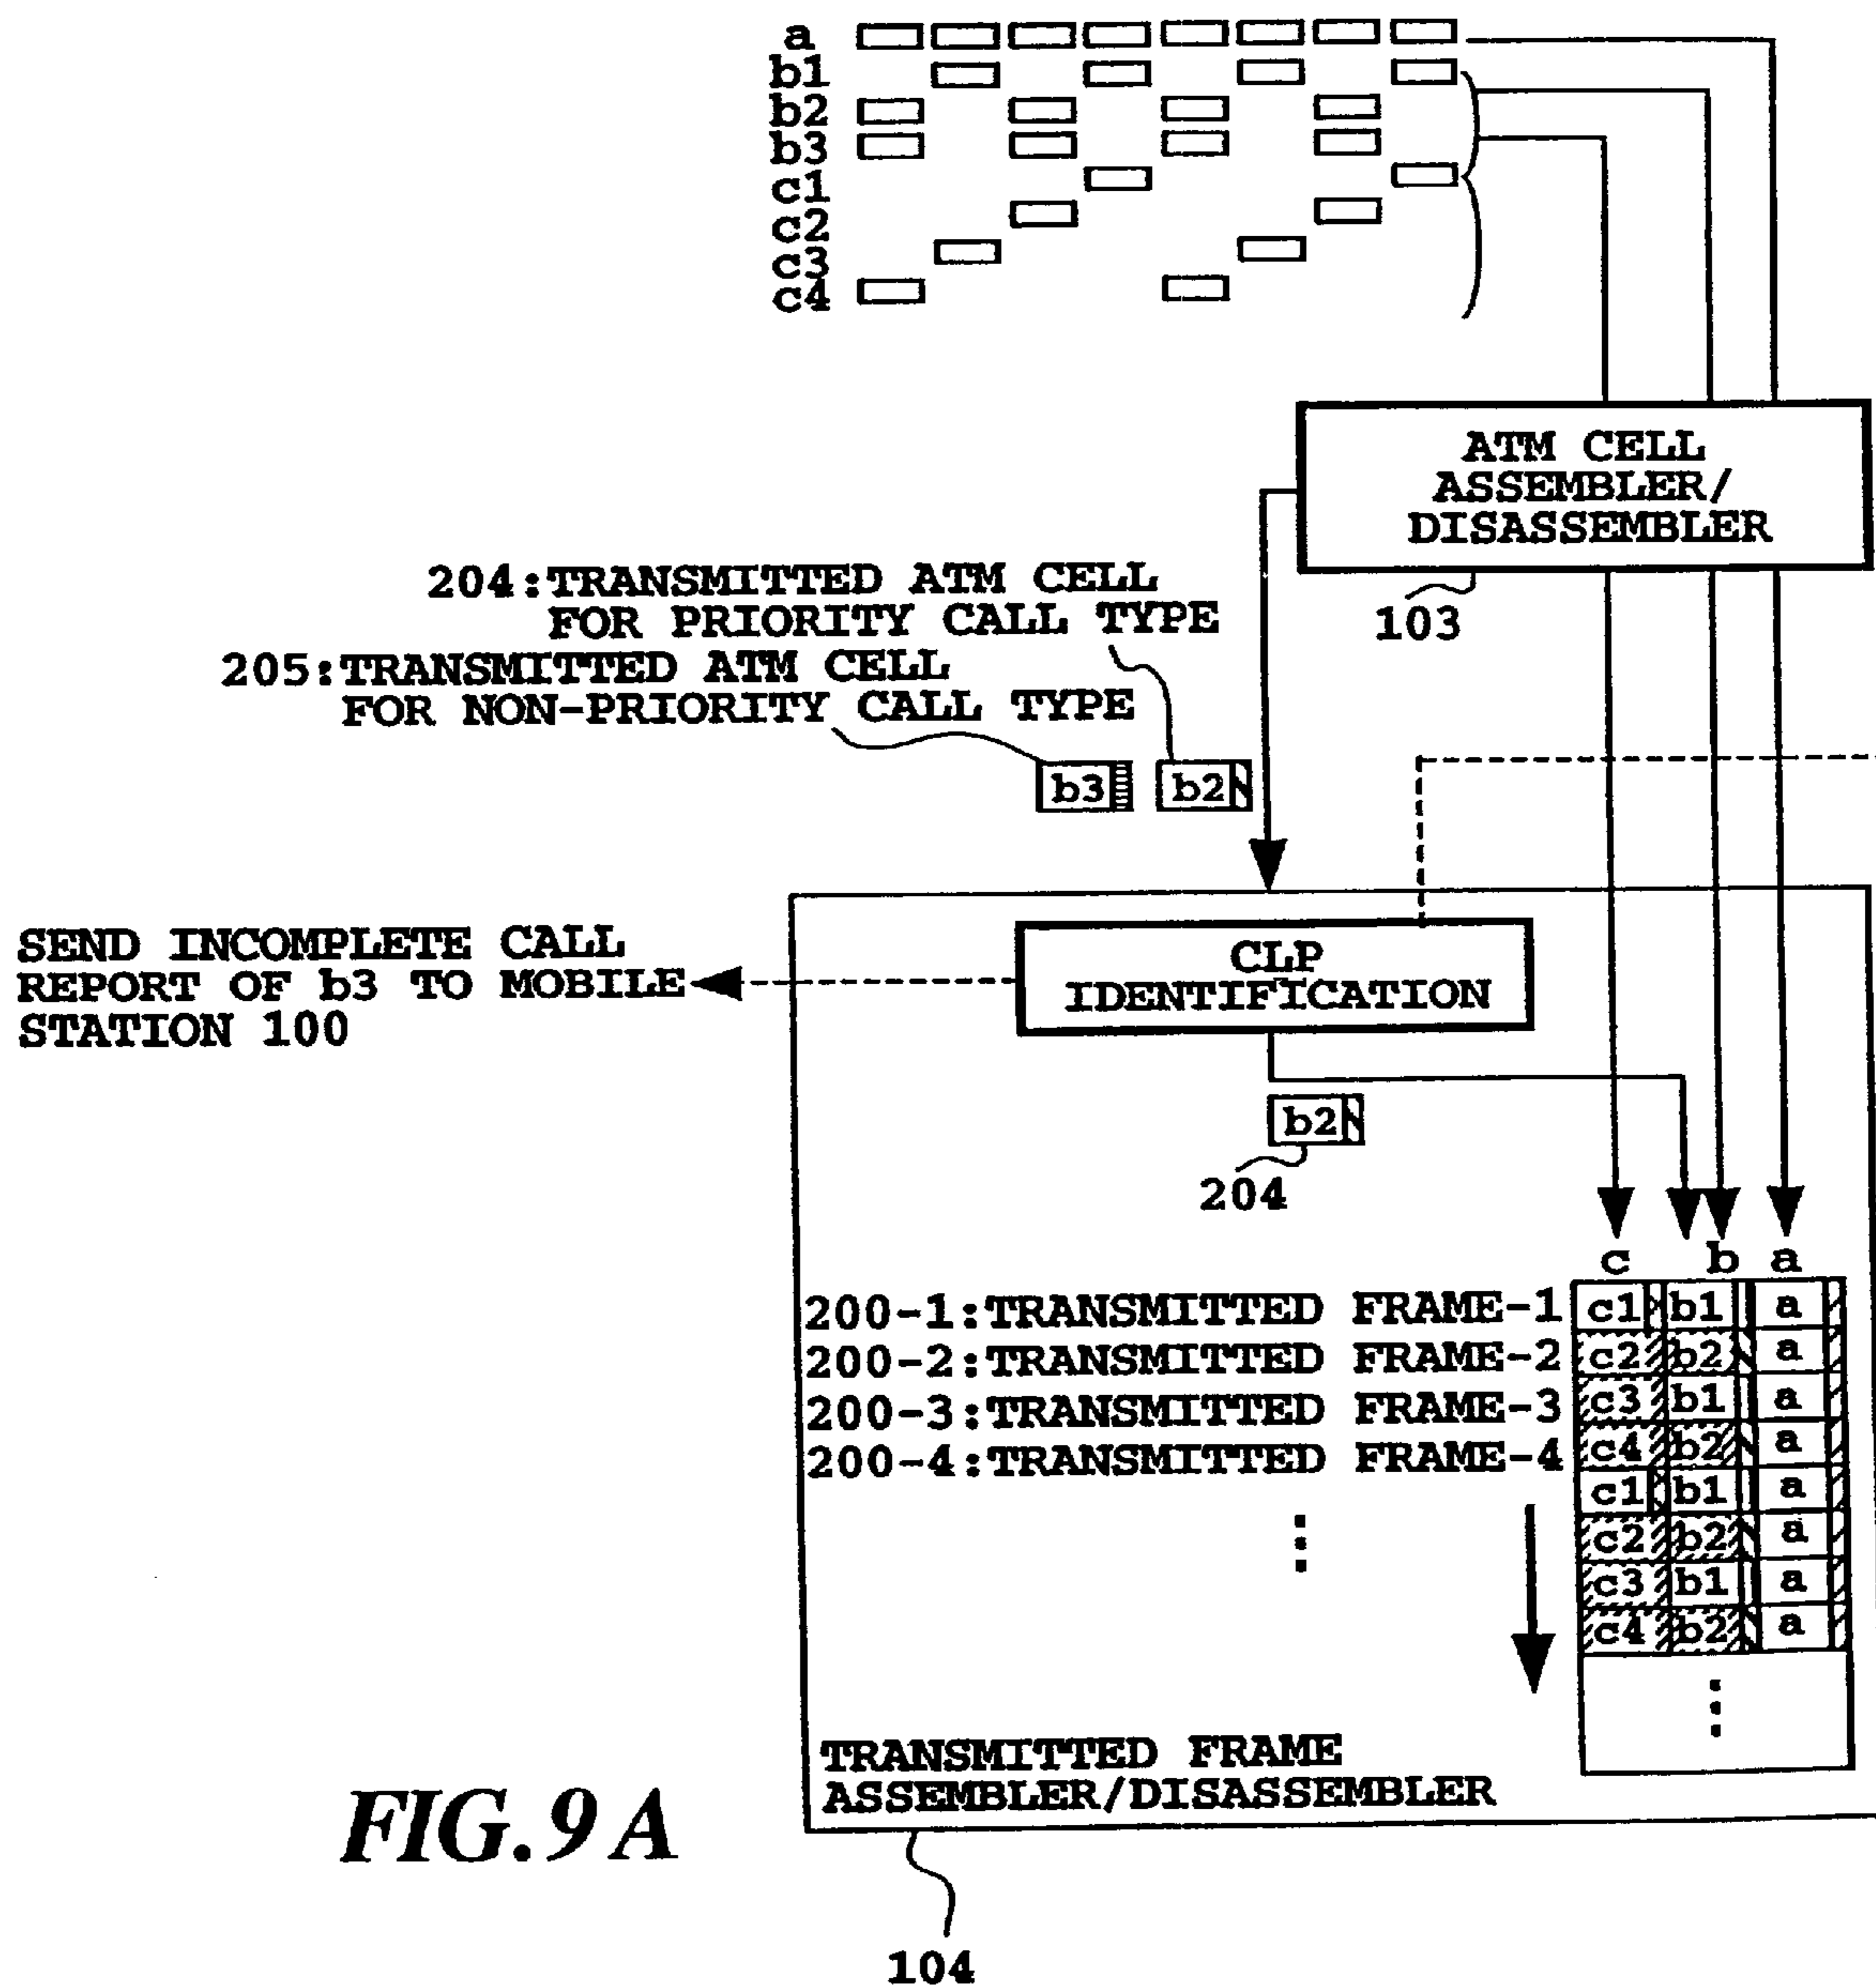 a
b1
b2
b3
c1
c2
c3
c4
ATM CELL
ASSEMBLER/
DISASSEMBLER
103
204:TRANSMITTED ATM CELL
FOR PRIORITY CALL TYPE
205:TRANSMITTED ATM CELL
FOR NON-PRIORITY CALL TYPE
b3 b2
SEND INCOMPLETE CALL
REPORT OF b3 TO MOBILE
STATION 100
CLP
IDENTIFICATION
b2
204
c b a
200-1:TRANSMITTED FRAME-1 c1 b1 a
200-2:TRANSMITTED FRAME-2 c2 b2 a
200-3:TRANSMITTED FRAME-3 c3 b1 a
200-4:TRANSMITTED FRAME-4 c4 b2 a
c1 b1 a
c2 b2 a
c3 b1 a
c4 b2 a
TRANSMITTED FRAME
ASSEMBLER/DISASSEMBLER
FIG.9A
104